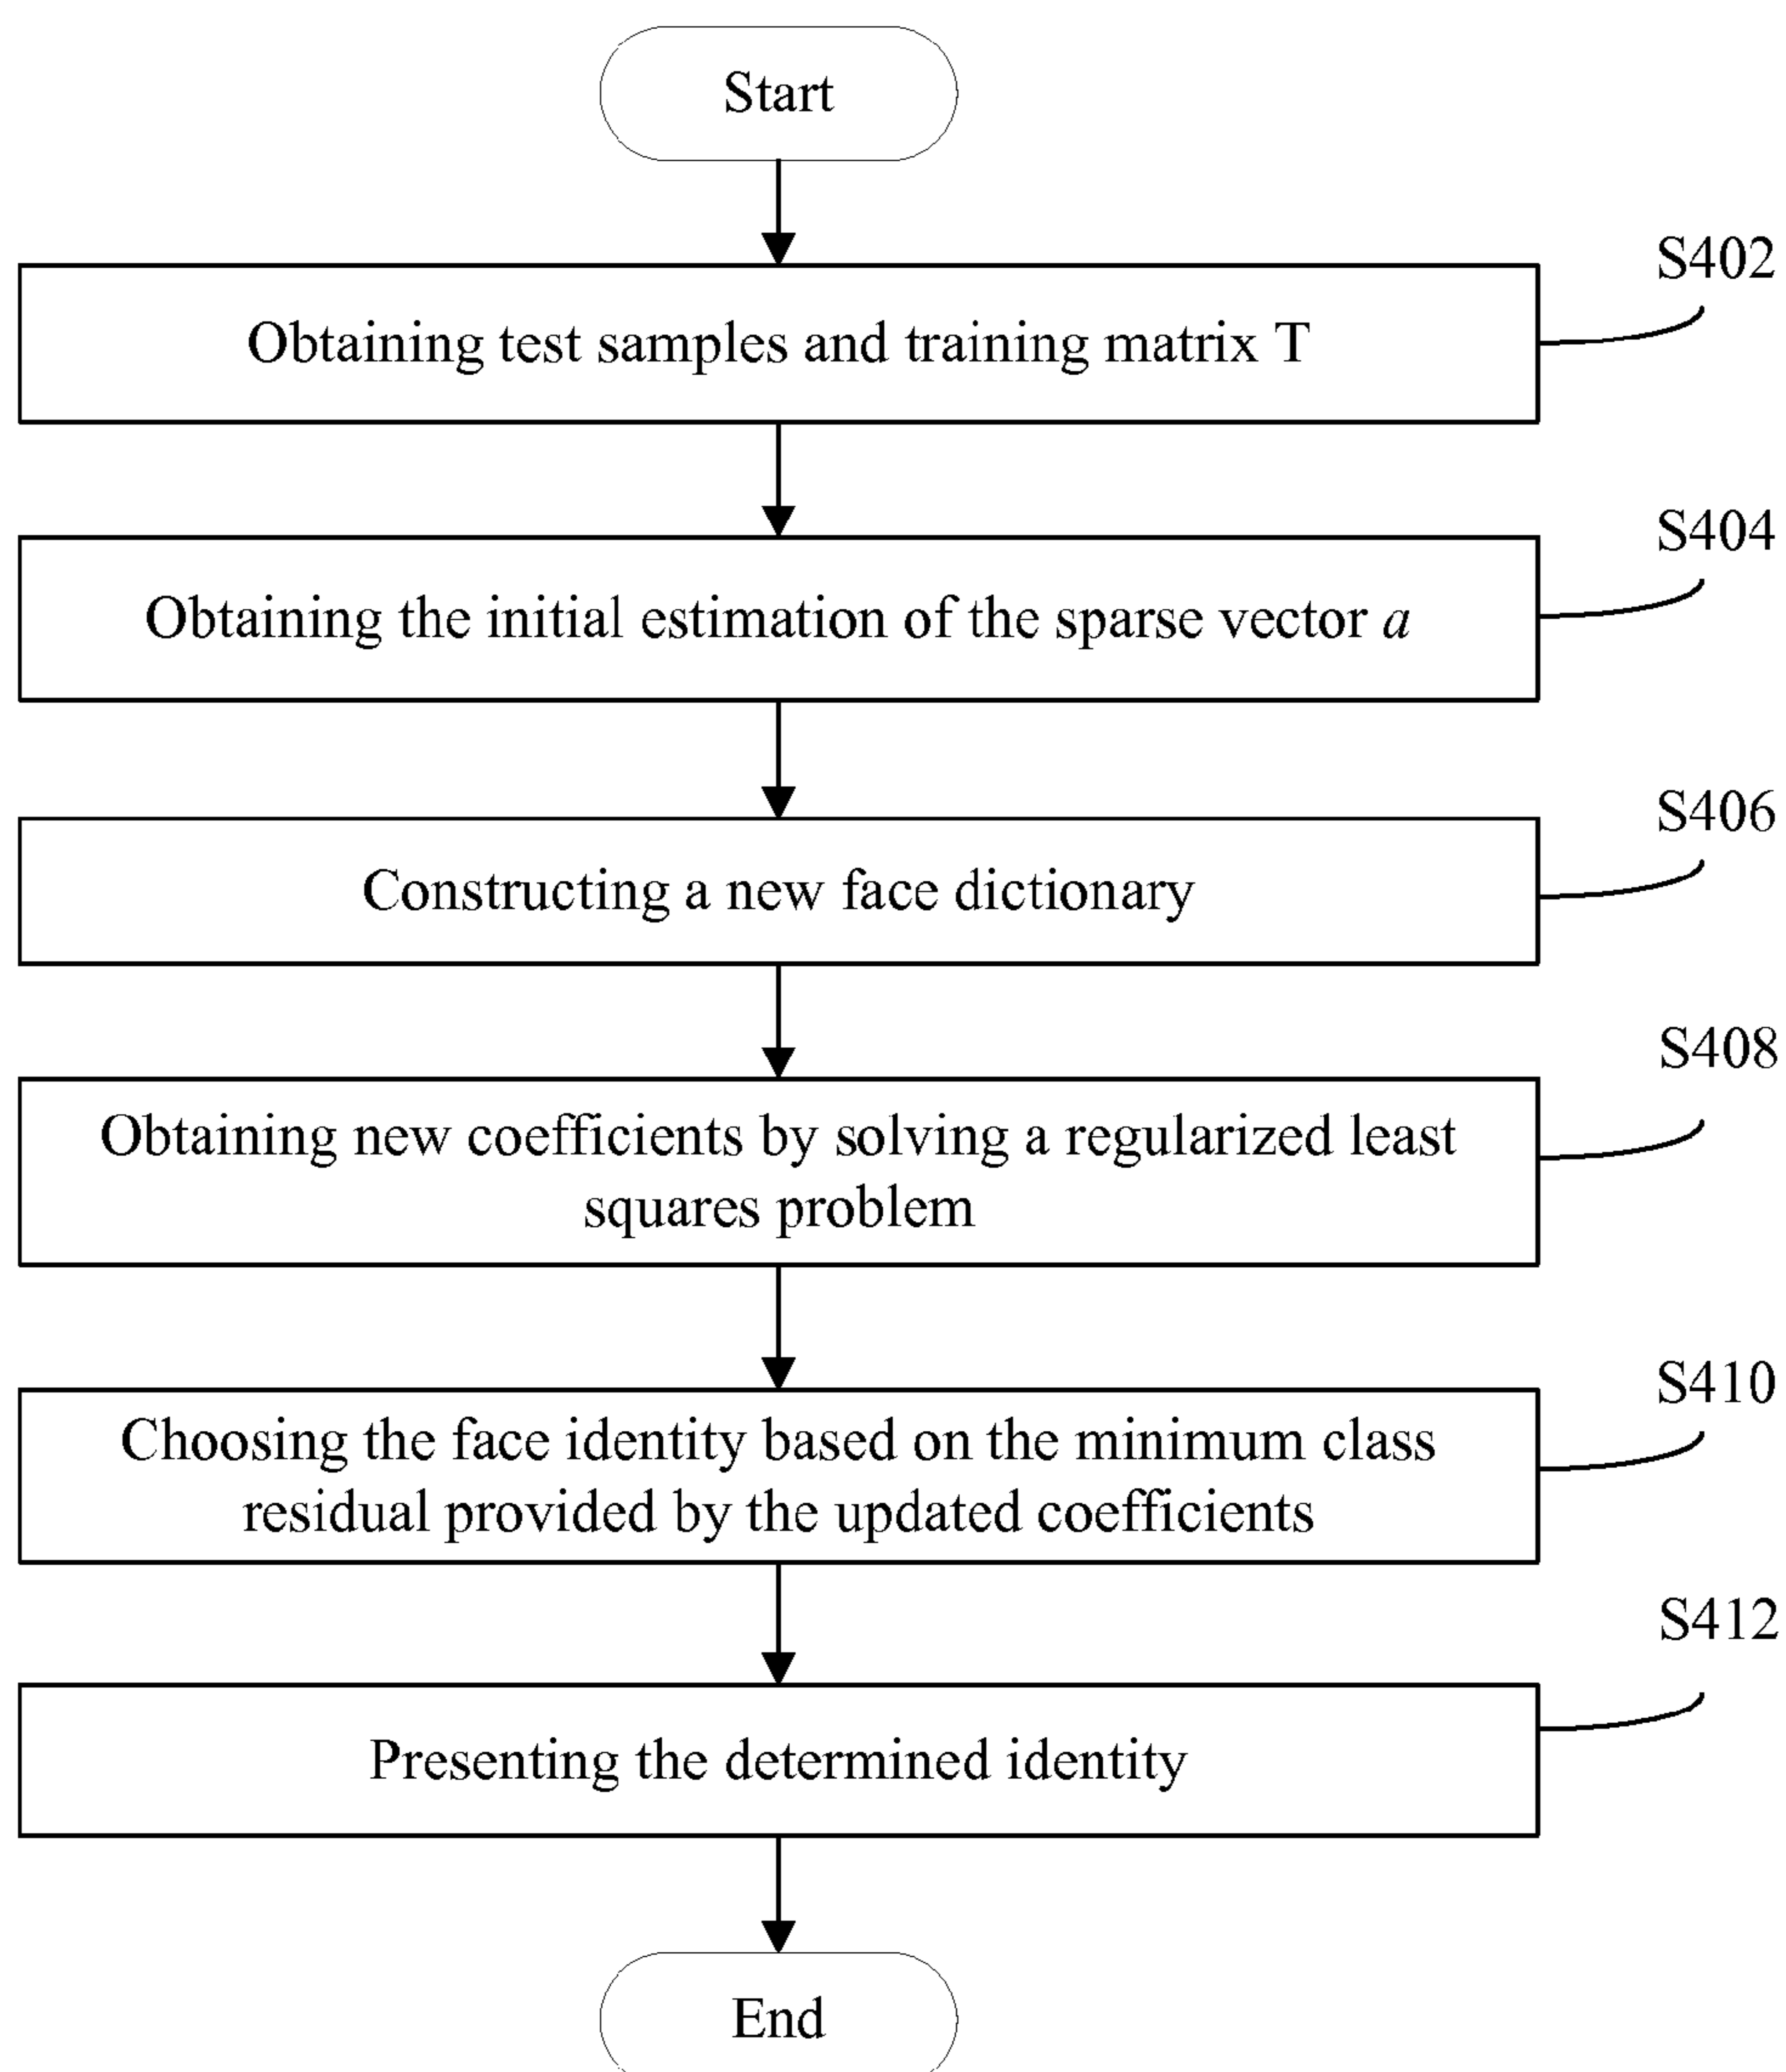 Start
S402
Obtaining test samples and training matrix T
S404
Obtaining the initial estimation of the sparse vector a
S406
Constructing a new face dictionary
S408
Obtaining new coefficients by solving a regularized least
squares problem
S410
Choosing the face identity based on the minimum class
residual provided by the updated coefficients
S412
Presenting the determined identity
End